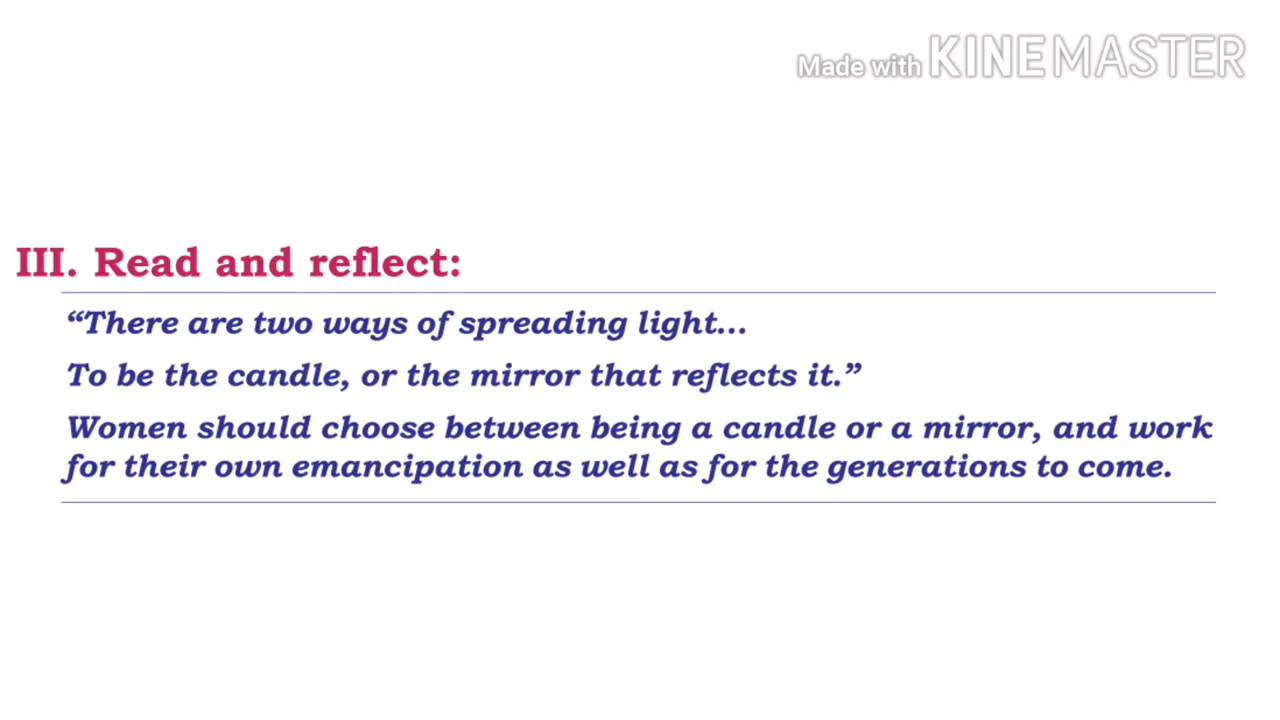 Made with KINEMASTER
III. Read and reflect:
“There are two ways of spreading light...
To be the candle, or the mirror that reflects it.”
Women should choose between being a candle or a mirror, and work
for their own emancipation as well as for the generations to come.